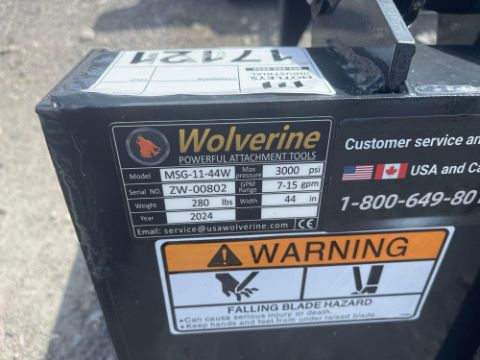 17121
MOTLEYS
INDUSTRIAL
Wolverine
POWERFUL ATTACHMENT TOOLS
Model MSG-11-44W Max pressure 3000 psi
Serial NO. ZW-00802 GPM Range 7-15 gpm
Weight 280 lbs Width 44 in
Year 2024
Email: service@usawolverine.com CE
Customer service an
USA and Ca
1-800-649-80
WARNING
FALLING BLADE HAZARD
•Can cause serious injury or death.
•Keep hands and feet from under raised blade.